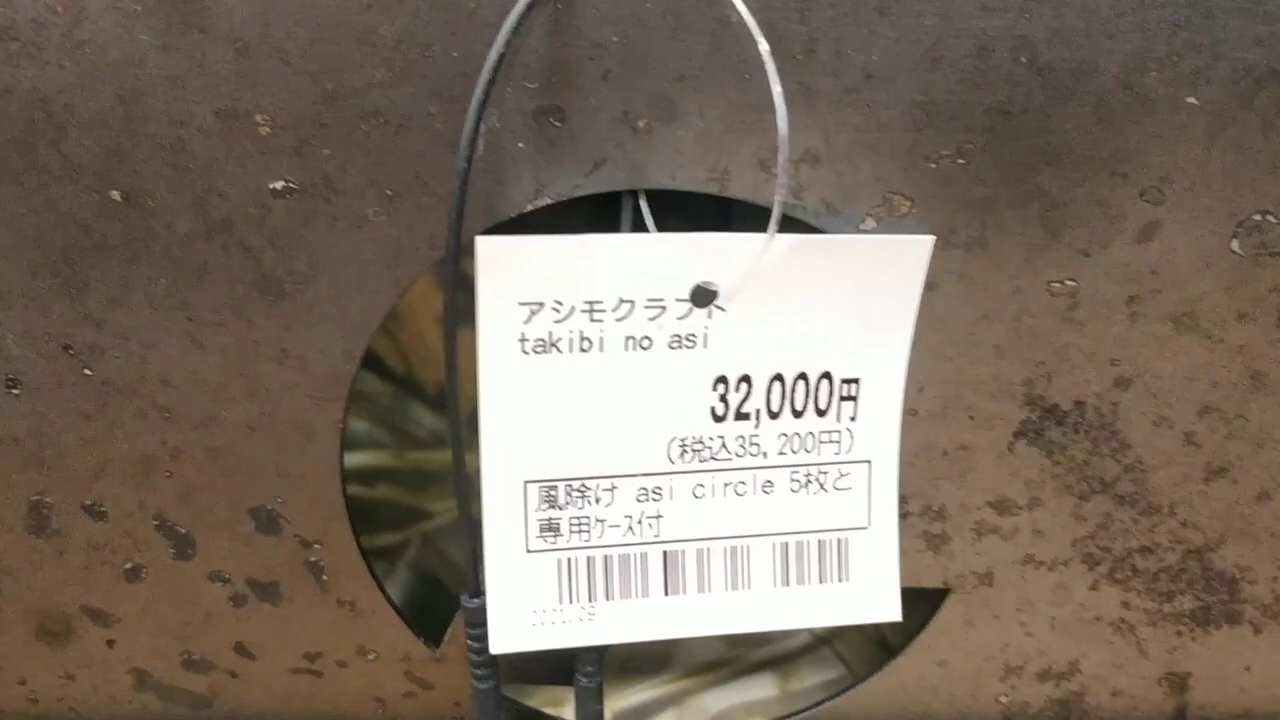 アシモクラフト
takibi no asi
32,000円
(税込35,200円)
風除け asi circle 5枚と
専用ケース付